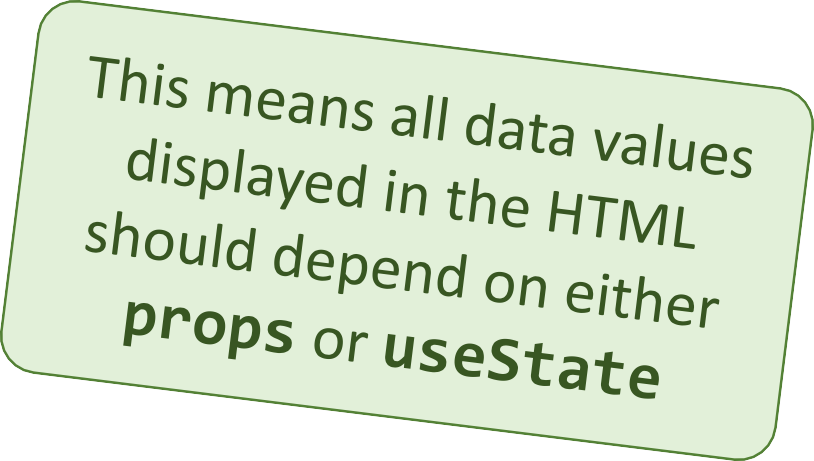 This means all data values
displayed in the HTML
should depend on either
props or useState